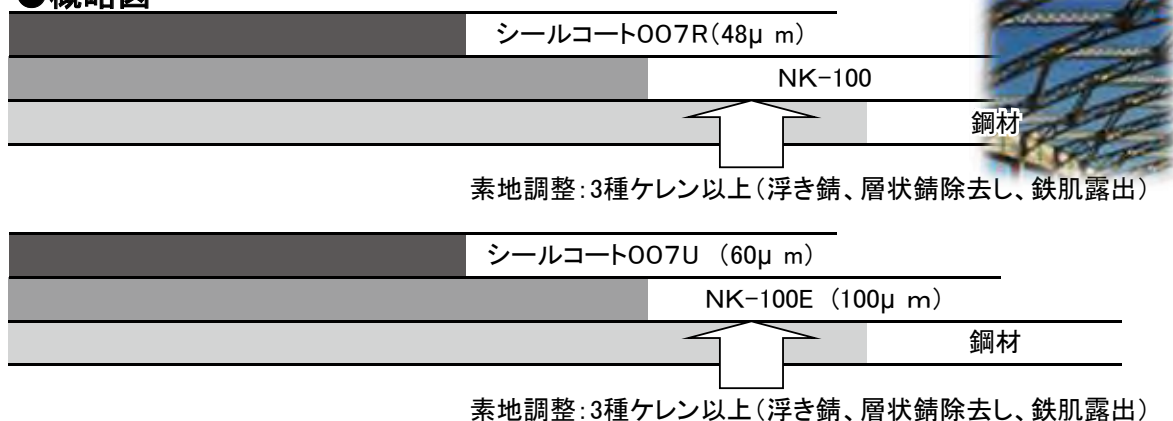 ●概略図
シールコート007R(48μ m)
NK-100
鋼材
素地調整:3種ケレン以上(浮き錆、層状錆除去し、鉄肌露出)
シールコート007U (60μ m)
NK-100E (100μ m)
鋼材
素地調整:3種ケレン以上(浮き錆、層状錆除去し、鉄肌露出)